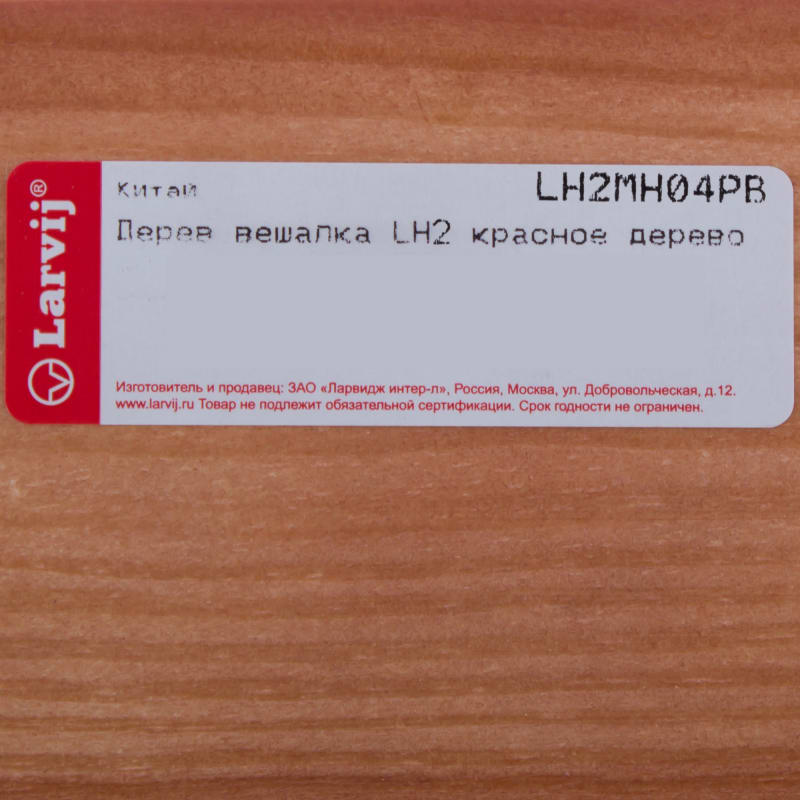 Larvij®
Китай
LH2MH04PB
Дерев вешалка LH2 красное дерево
Изготовитель и продавец: ЗАО «Ларвидж интер-л», Россия, Москва, ул. Добровольческая, д.12.
www.larvij.ru Товар не подлежит обязательной сертификации. Срок годности не ограничен.